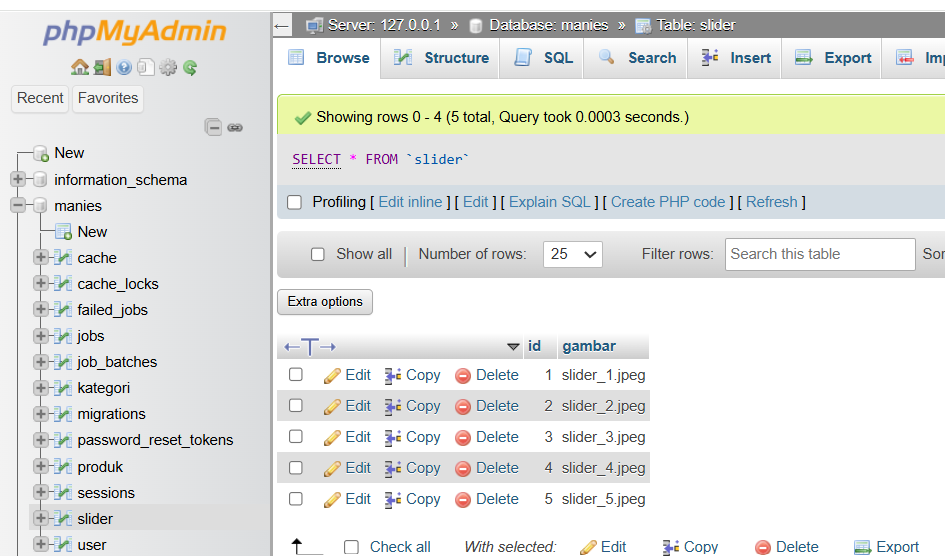 phpMyAdmin
Recent Favorites
New
information_schema
manies
New
cache
cache_locks
failed_jobs
jobs
job_batches
kategori
migrations
password_reset_tokens
produk
sessions
slider
user
Server: 127.0.0.1 » Database: manies » Table: slider
Browse Structure SQL Search Insert Export Imp
Showing rows 0 - 4 (5 total, Query took 0.0003 seconds.)
SELECT * FROM `slider`
Profiling [ Edit inline ] [ Edit ] [ Explain SQL ] [ Create PHP code ] [ Refresh ]
Show all | Number of rows: 25 Filter rows: Search this table Sor
Extra options
←T→ id gambar
Edit Copy Delete 1 slider_1.jpeg
Edit Copy Delete 2 slider_2.jpeg
Edit Copy Delete 3 slider_3.jpeg
Edit Copy Delete 4 slider_4.jpeg
Edit Copy Delete 5 slider_5.jpeg
Check all With selected: Edit Copy Delete Export